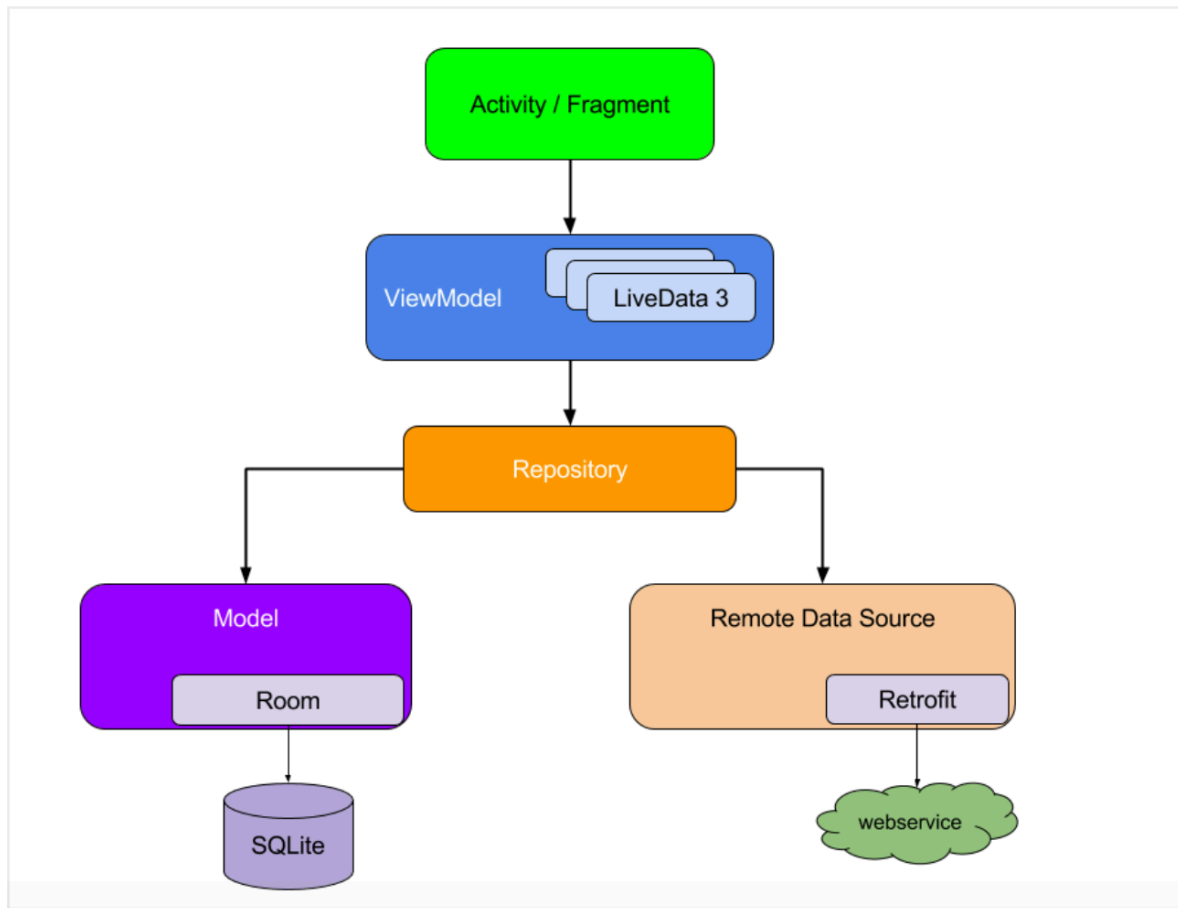 Activity / Fragment
ViewModel
LiveData 3
Repository
Model
Remote Data Source
Room
Retrofit
SQLite
webservice